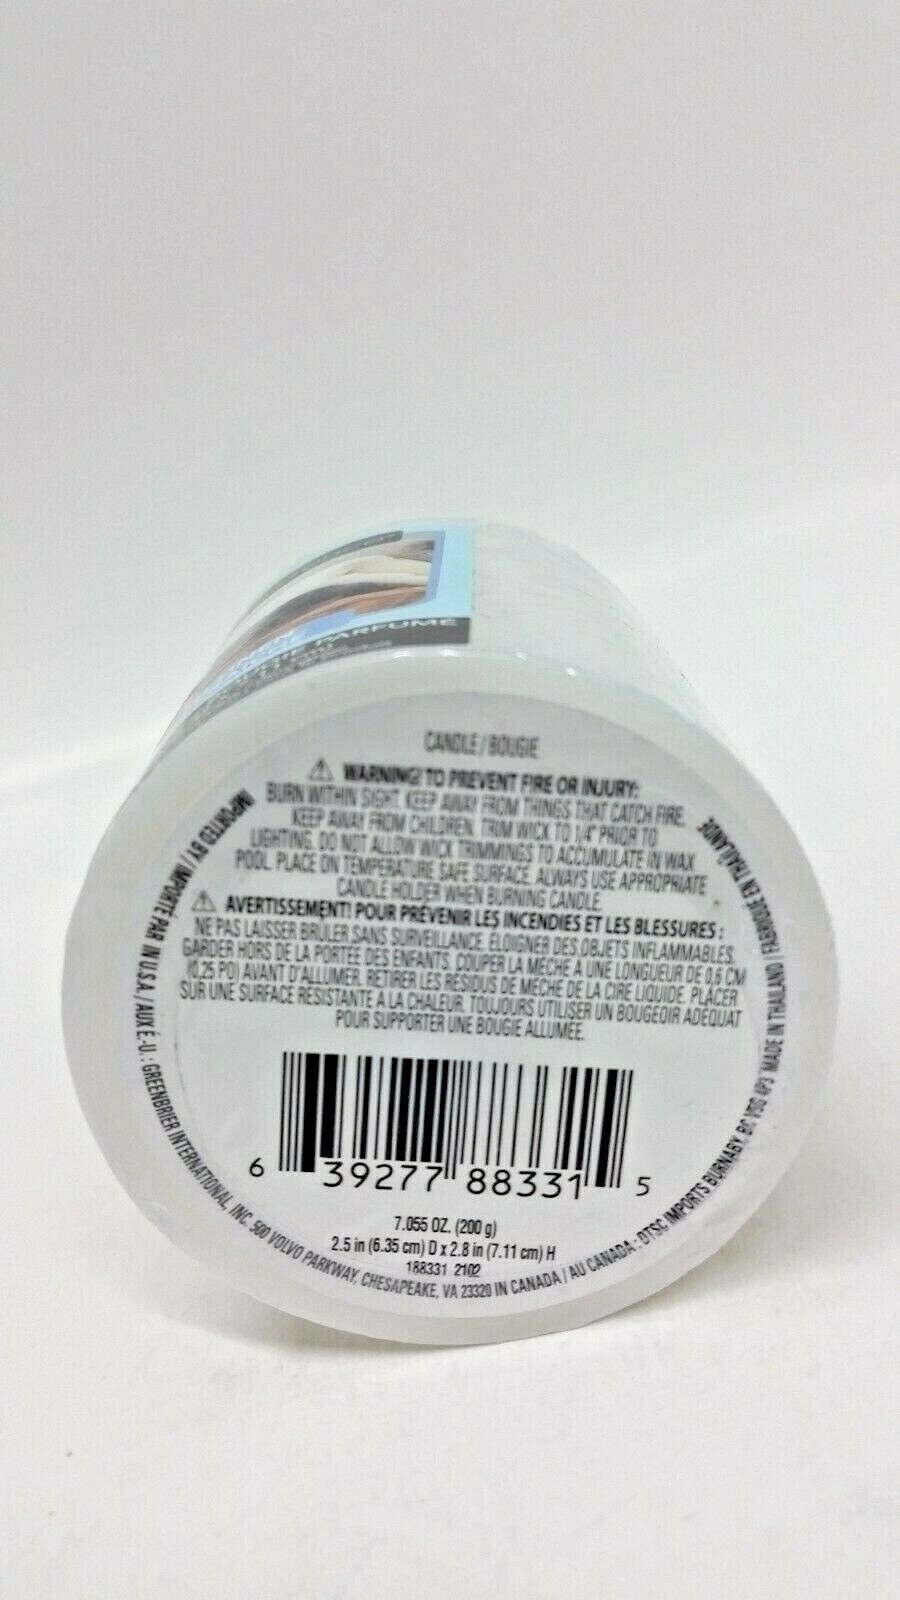 PARFUMÉ
CANDLE / BOUGIE
⚠ WARNING! TO PREVENT FIRE OR INJURY:
BURN WITHIN SIGHT. KEEP AWAY FROM THINGS THAT CATCH FIRE.
KEEP AWAY FROM CHILDREN. TRIM WICK TO 1/4" PRIOR TO
LIGHTING. DO NOT ALLOW WICK TRIMMINGS TO ACCUMULATE IN WAX
POOL. PLACE ON TEMPERATURE SAFE SURFACE. ALWAYS USE APPROPRIATE
CANDLE HOLDER WHEN BURNING CANDLE.
⚠ AVERTISSEMENT! POUR PRÉVENIR LES INCENDIES ET LES BLESSURES :
NE PAS LAISSER BRÛLER SANS SURVEILLANCE. ÉLOIGNER DES OBJETS INFLAMMABLES.
GARDER HORS DE LA PORTÉE DES ENFANTS. COUPER LA MÈCHE À UNE LONGUEUR DE 0,6 CM
(0,25 PO) AVANT D'ALLUMER. RETIRER LES RÉSIDUS DE MÈCHE DE LA CIRE LIQUIDE. PLACER
SUR UNE SURFACE RÉSISTANTE À LA CHALEUR. TOUJOURS UTILISER UN BOUGEOIR ADÉQUAT
POUR SUPPORTER UNE BOUGIE ALLUMÉE.
6 39277 88331 5
7.055 OZ. (200 g)
2.5 in (6.35 cm) D x 2.8 in (7.11 cm) H
188331 2102
IMPORTED BY / IMPORTÉ PAR IN U.S.A. / AUX É.-U. : GREENBRIER INTERNATIONAL, INC. 500 VOLVO PARKWAY, CHESAPEAKE, VA 23320 IN CANADA / AU CANADA : DTSC IMPORTS BURNABY, BC V5G 4P3 MADE IN THAILAND / FABRIQUÉ EN THAÏLANDE